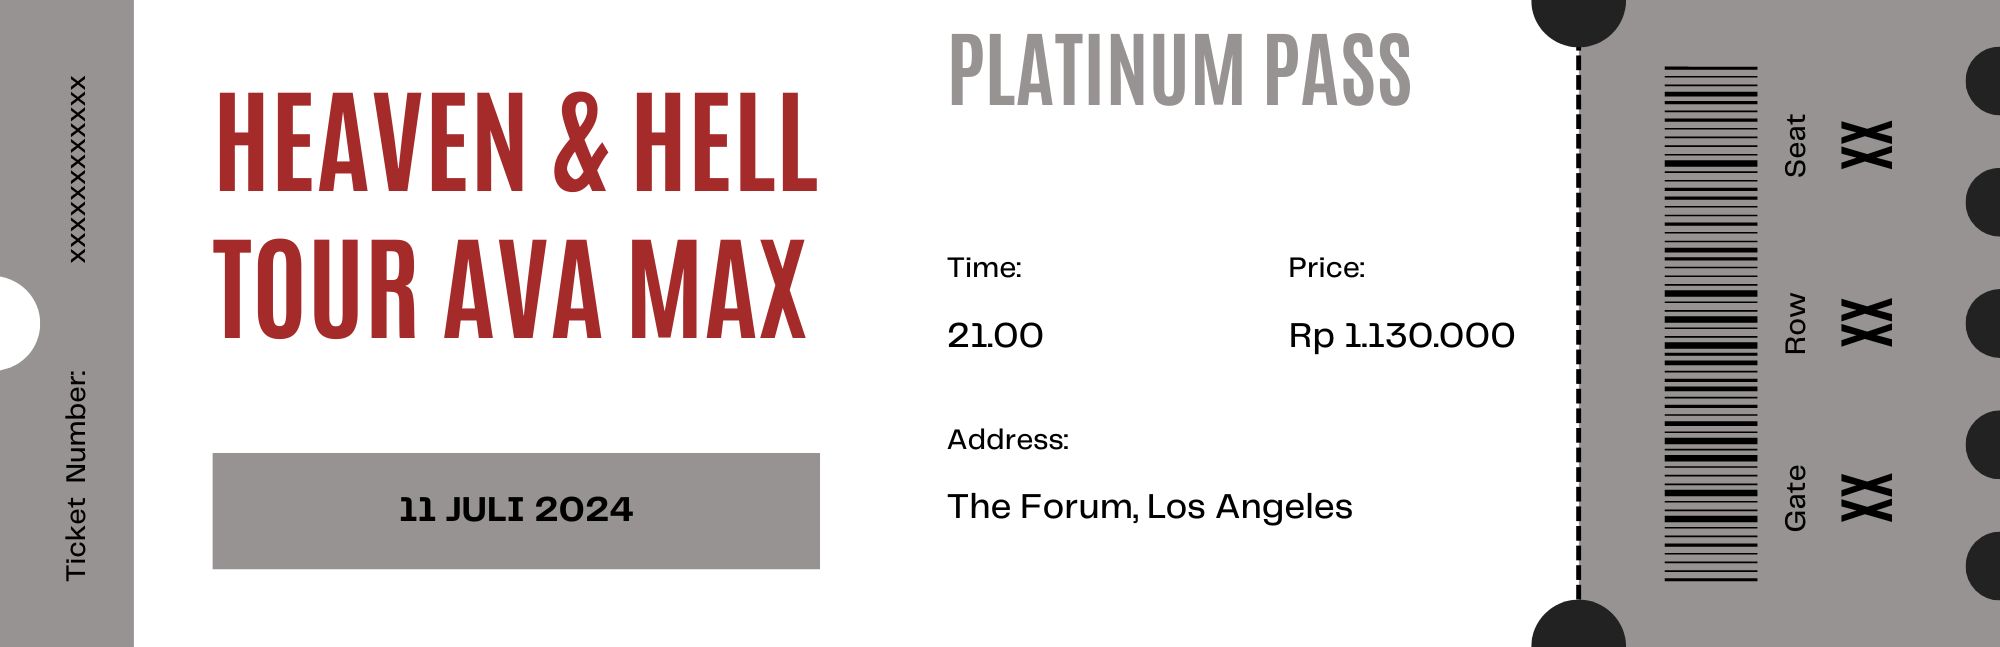 Ticket Number: xxxxxxxxxxxxxx
HEAVEN & HELL
TOUR AVA MAX
11 JULI 2024
PLATINUM PASS
Time:
21.00
Price:
Rp 1.130.000
Address:
The Forum, Los Angeles
Seat
XX
Row
XX
Gate
XX